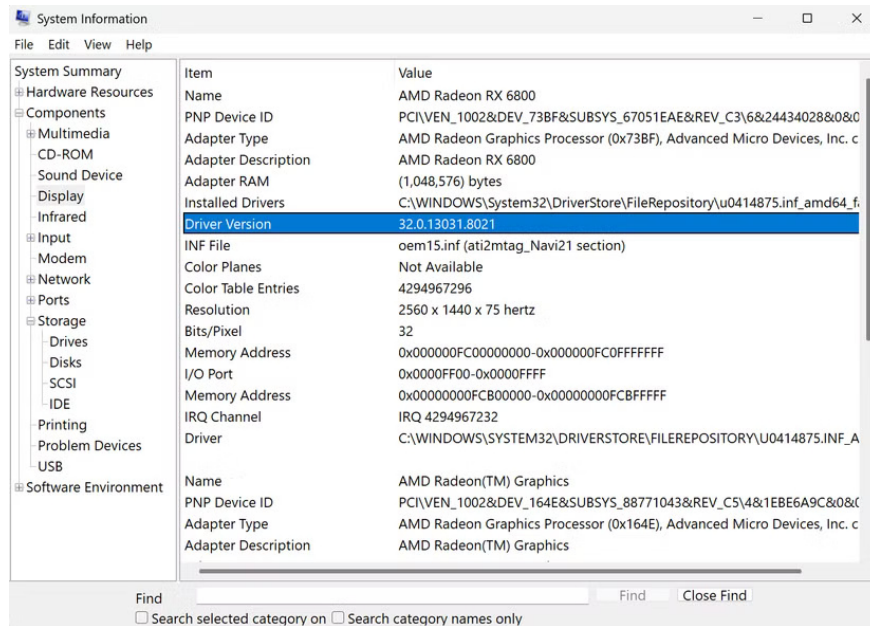 System Information
File Edit View Help
System Summary
Hardware Resources
Components
Multimedia
CD-ROM
Sound Device
Display
Infrared
Input
Modem
Network
Ports
Storage
Drives
Disks
SCSI
IDE
Printing
Problem Devices
USB
Software Environment
Item Value
Name AMD Radeon RX 6800
PNP Device ID PCI\VEN_1002&DEV_73BF&SUBSYS_67051EAE&REV_C3\6&24434028&0&0
Adapter Type AMD Radeon Graphics Processor (0x73BF), Advanced Micro Devices, Inc. c
Adapter Description AMD Radeon RX 6800
Adapter RAM (1,048,576) bytes
Installed Drivers C:\WINDOWS\System32\DriverStore\FileRepository\u0414875.inf_amd64_f
Driver Version 32.0.13031.8021
INF File oem15.inf (ati2mtag_Navi21 section)
Color Planes Not Available
Color Table Entries 4294967296
Resolution 2560 x 1440 x 75 hertz
Bits/Pixel 32
Memory Address 0x000000FC00000000-0x000000FC0FFFFFFF
I/O Port 0x0000FF00-0x0000FFFF
Memory Address 0x00000000FCB00000-0x00000000FCBFFFFF
IRQ Channel IRQ 4294967232
Driver C:\WINDOWS\SYSTEM32\DRIVERSTORE\FILEREPOSITORY\U0414875.INF_A
Name AMD Radeon(TM) Graphics
PNP Device ID PCI\VEN_1002&DEV_164E&SUBSYS_88771043&REV_C5\4&1EBE6A9C&0&0
Adapter Type AMD Radeon Graphics Processor (0x164E), Advanced Micro Devices, Inc. c
Adapter Description AMD Radeon(TM) Graphics
Find Find Close Find
Search selected category on Search category names only